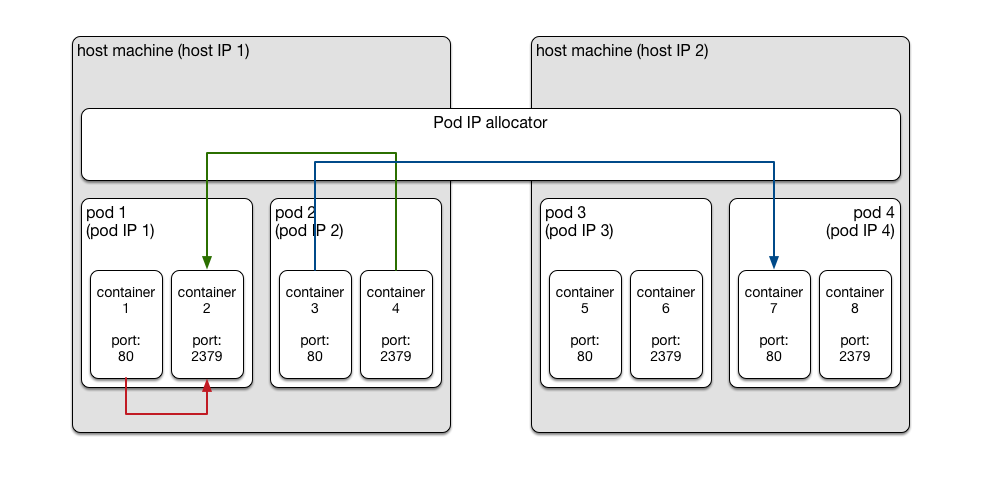 host machine (host IP 1)
host machine (host IP 2)
Pod IP allocator
pod 1
(pod IP 1)
pod 2
(pod IP 2)
pod 3
(pod IP 3)
pod 4
(pod IP 4)
container
1
port:
80
container
2
port:
2379
container
3
port:
80
container
4
port:
2379
container
5
port:
80
container
6
port:
2379
container
7
port:
80
container
8
port:
2379